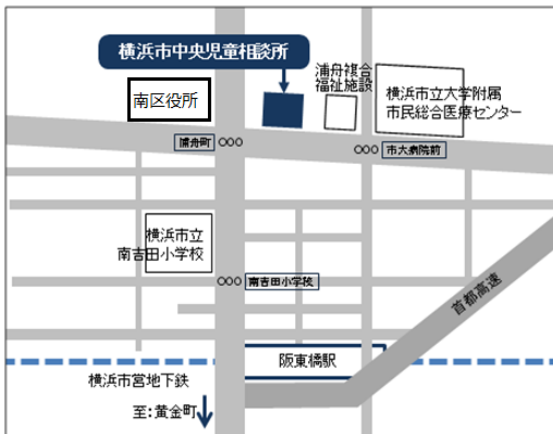 横浜市中央児童相談所
浦舟複合
福祉施設
南区役所
横浜市立大学附属
市民総合医療センター
浦舟町
市大病院前
横浜市立
南吉田小学校
南吉田小学校
首都高速
阪東橋駅
横浜市営地下鉄
至:黄金町